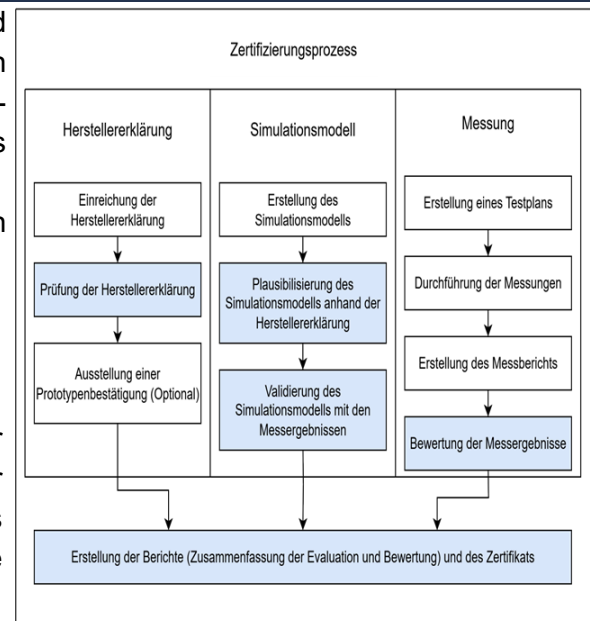 Zertifizierungsprozess
Herstellererklärung
Einreichung der
Herstellererklärung
Prüfung der Herstellererklärung
Ausstellung einer
Prototypenbestätigung (Optional)
Simulationsmodell
Erstellung des
Simulationsmodells
Plausibilisierung des
Simulationsmodells anhand der
Herstellererklärung
Validierung des
Simulationsmodells mit den
Messergebnissen
Messung
Erstellung eines Testplans
Durchführung der Messungen
Erstellung des Messberichts
Bewertung der Messergebnisse
Erstellung der Berichte (Zusammenfassung der Evaluation und Bewertung) und des Zertifikats